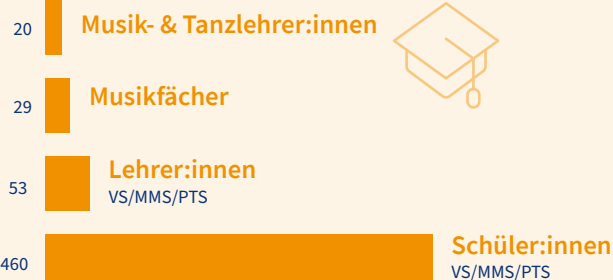 20
Musik- & Tanzlehrer:innen
29
Musikfächer
53
Lehrer:innen
VS/MMS/PTS
460
Schüler:innen
VS/MMS/PTS